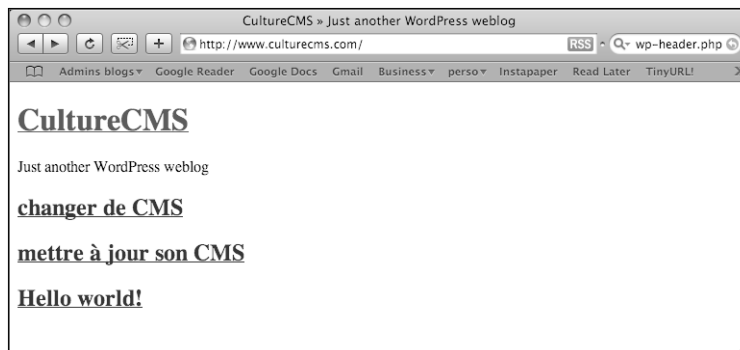 CultureCMS » Just another WordPress weblog
http://www.culturecms.com/ RSS wp-header.php
Admins blogs Google Reader Google Docs Gmail Business perso Instapaper Read Later TinyURL!
CultureCMS
Just another WordPress weblog
changer de CMS
mettre à jour son CMS
Hello world!